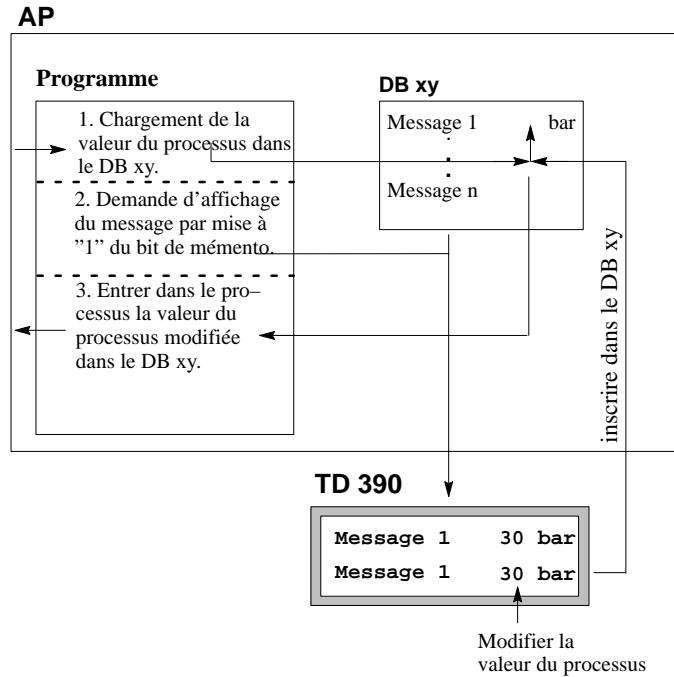 AP
Programme
1. Chargement de la
valeur du processus dans
le DB xy.
2. Demande d'affichage
du message par mise à
”1” du bit de mémento.
3. Entrer dans le pro–
cessus la valeur du
processus modifiée
dans le DB xy.
DB xy
Message 1 bar
Message n
inscrire dans le DB xy
TD 390
Message 1 30 bar
Message 1 30 bar
Modifier la
valeur du processus